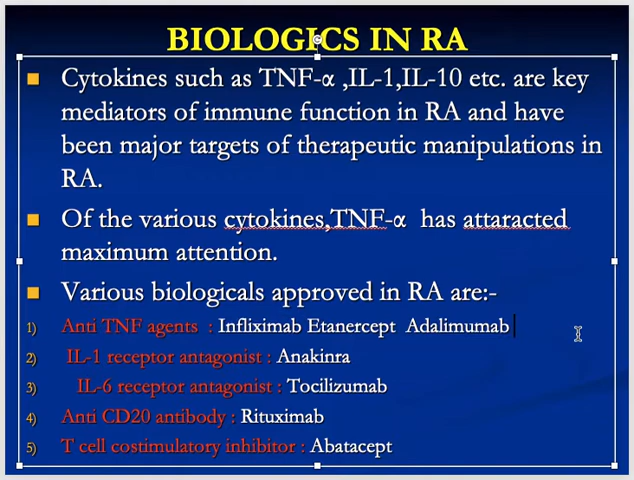 BIOLOGICS IN RA
Cytokines such as TNF-α ,IL-1,IL-10 etc. are key
mediators of immune function in RA and have
been major targets of therapeutic manipulations in
RA.
Of the various cytokines,TNF-α has attaracted
maximum attention.
Various biologicals approved in RA are:-
1) Anti TNF agents : Infliximab Etanercept Adalimumab
2) IL-1 receptor antagonist : Anakinra
3) IL-6 receptor antagonist : Tocilizumab
4) Anti CD20 antibody : Rituximab
5) T cell costimulatory inhibitor : Abatacept